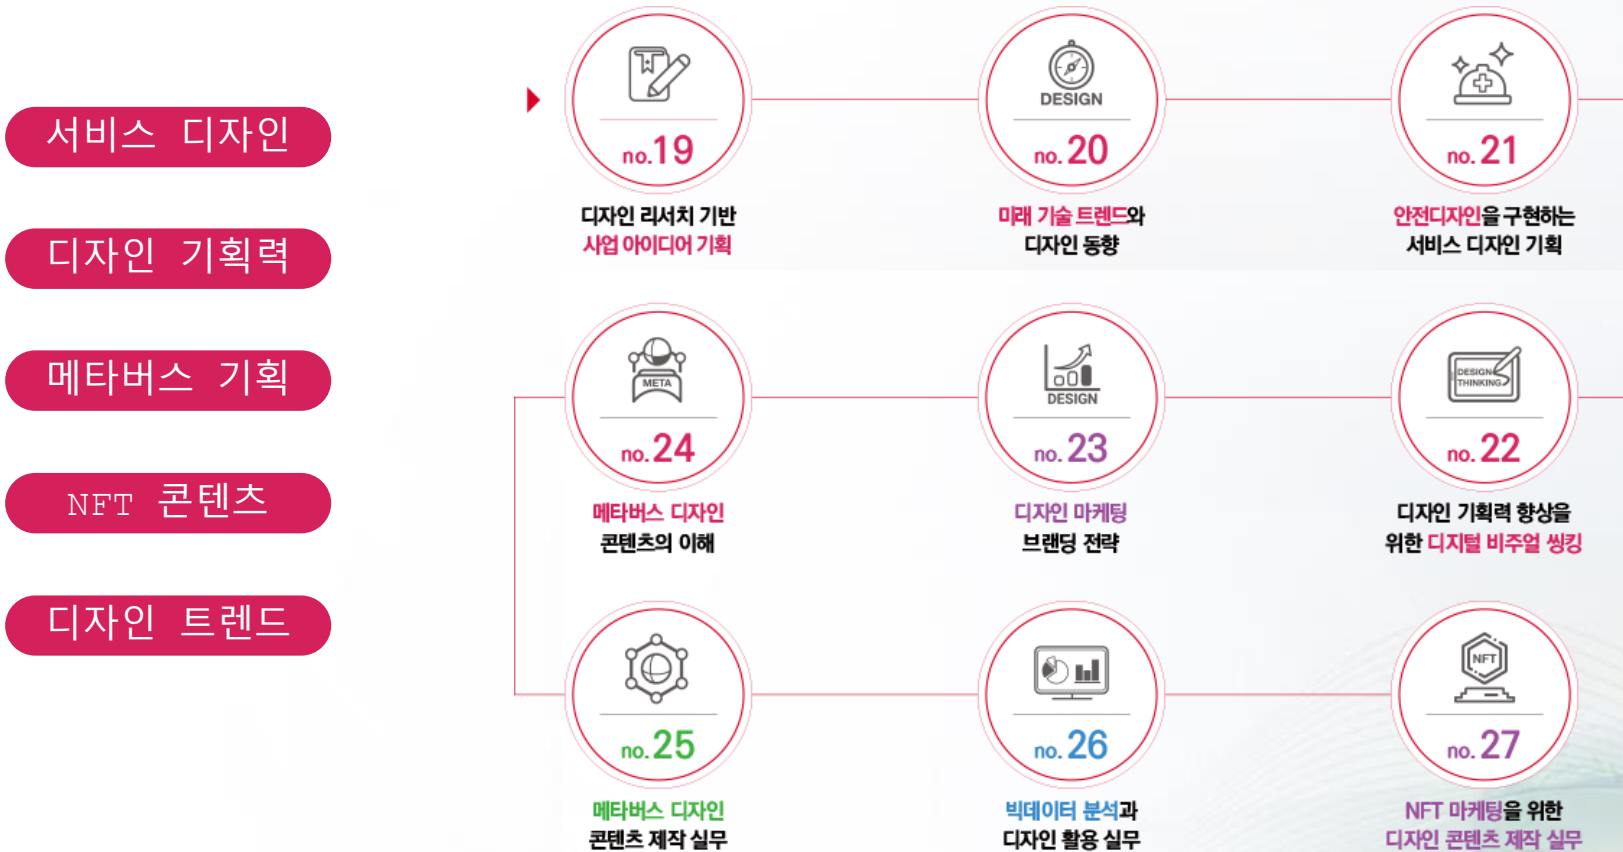 서비스 디자인
디자인 기획력
메타버스 기획
NFT 콘텐츠
디자인 트렌드
no.19
디자인 리서치 기반
사업 아이디어 기획
DESIGN
no.20
미래 기술 트렌드와
디자인 동향
no.21
안전디자인을 구현하는
서비스 디자인 기획
META
no.24
메타버스 디자인
콘텐츠의 이해
DESIGN
no.23
디자인 마케팅
브랜딩 전략
DESIGN
THINKING
no.22
디자인 기획력 향상을
위한 디지털 비주얼 씽킹
no.25
메타버스 디자인
콘텐츠 제작 실무
no.26
빅데이터 분석과
디자인 활용 실무
NFT
no.27
NFT 마케팅을 위한
디자인 콘텐츠 제작 실무